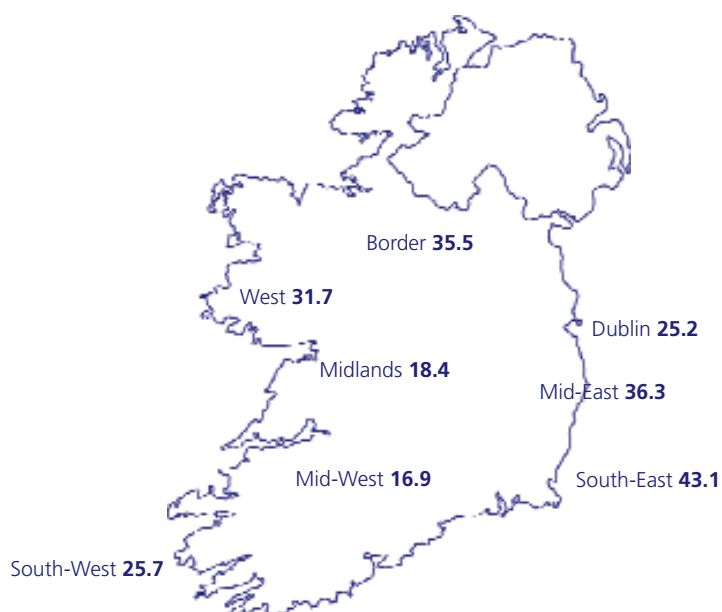 Border 35.5
West 31.7
Dublin 25.2
Midlands 18.4
Mid-East 36.3
Mid-West 16.9
South-East 43.1
South-West 25.7